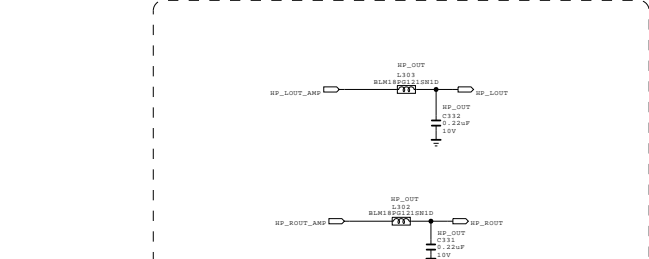 HP_OUT
L303
BLM18PG121SN1D
HP_LOUT_AMP
HP_LOUT
HP_OUT
C332
0.22uF
10V
HP_OUT
L302
BLM18PG121SN1D
HP_ROUT_AMP
HP_ROUT
HP_OUT
C331
0.22uF
10V